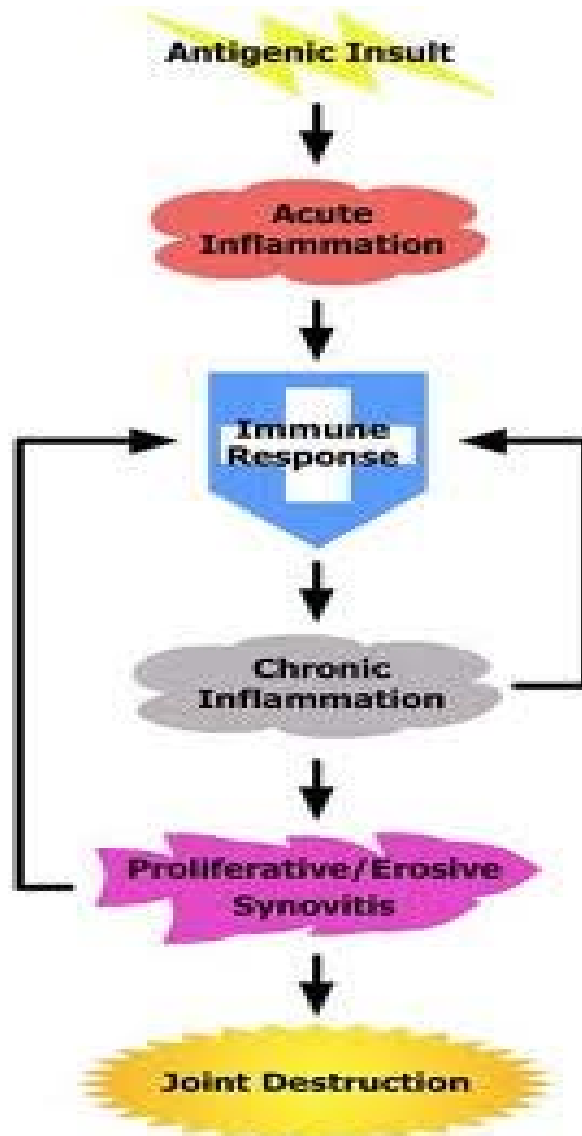 Antigenic Insult
Acute
Inflammation
Immune
Response
Chronic
Inflammation
Proliferative/Erosive
Synovitis
Joint Destruction